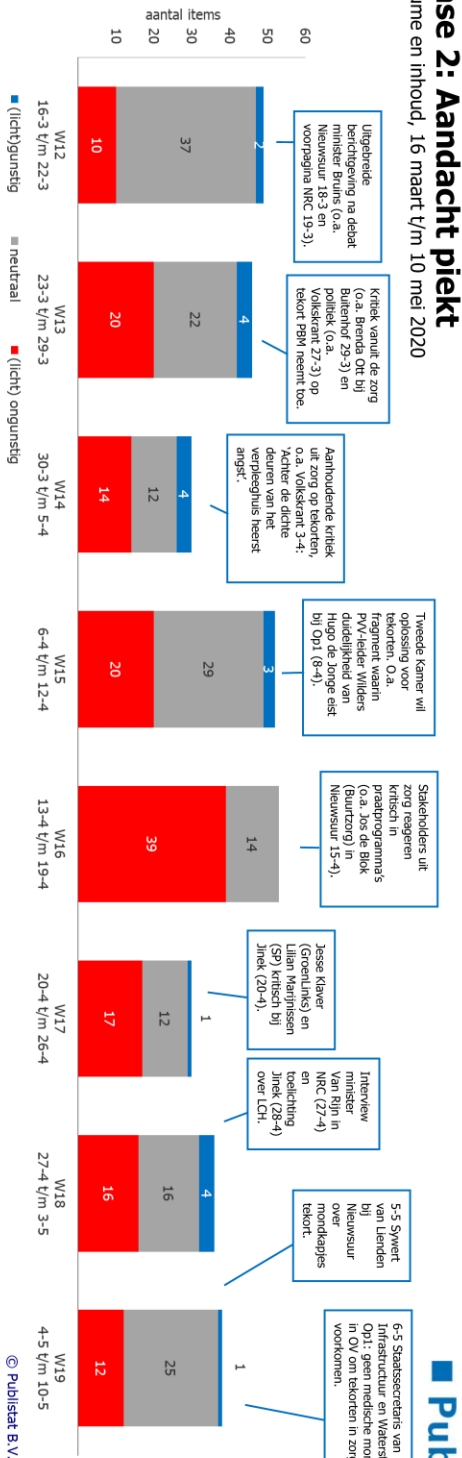 se 2: Aandacht piekt
ume en inhoud, 16 maart t/m 10 mei 2020
Pub
aantal items
60
50
40
30
20
10
Uitgebreide
berichtgeving na debat
minister Bruins (o.a.
Nieuwsuur 18-3 en
voorpagina NRC 19-3).
Kritiek vanuit de zorg
(o.a. Brenda Ott bij
Buitenhof 29-3) en
politiek (o.a.
Volkskrant 27-3) op
tekort PBM neemt toe.
Aanhoudende kritiek
uit zorg op tekorten,
o.a. Volkskrant 3-4:
'Achter de dichte
deuren van het
verpleeghuis heerst
angst'.
Tweede Kamer wil
oplossing voor
tekorten. O.a.
fragment waarin
PVV-leider Wilders
duidelijkheid van
Hugo de Jonge eist
bij Op1 (8-4).
Stakeholders uit
zorg reageren
kritisch in
praatprogramma's
(o.a. Jos de Blok
(Buurtzorg) in
Nieuwsuur 15-4).
Jesse Klaver
(GroenLinks) en
Lilian Marijnissen
(SP) kritisch bij
Jinek (20-4).
Interview
minister
Van Rijn in
NRC (27-4)
en
toelichting
Jinek (28-4)
over LCH.
5-5 Sywert
van Lienden
bij
Nieuwsuur
over
mondkapjes
tekort.
6-5 Staatssecretaris van
Infrastructuur en Waterst
Op1: geen medische mon
in OV om tekorten in zorg
voorkomen.
2
37
10
4
22
20
4
12
14
3
29
20
14
39
1
12
17
4
16
16
1
25
12
W12
16-3 t/m 22-3
W13
23-3 t/m 29-3
W14
30-3 t/m 5-4
W15
6-4 t/m 12-4
W16
13-4 t/m 19-4
W17
20-4 t/m 26-4
W18
27-4 t/m 3-5
W19
4-5 t/m 10-5
(licht)gunstig neutraal (licht) ongunstig
© Publistat B.V.